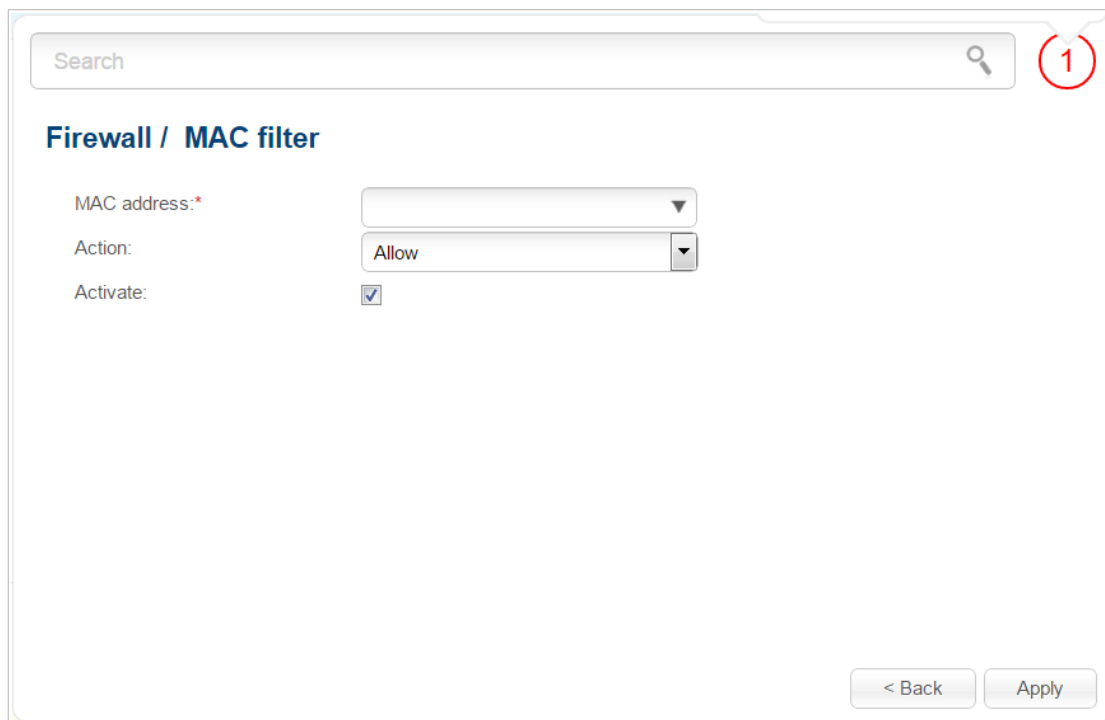 Search
1
Firewall / MAC filter
MAC address:*
Action: Allow
Activate:
< Back Apply